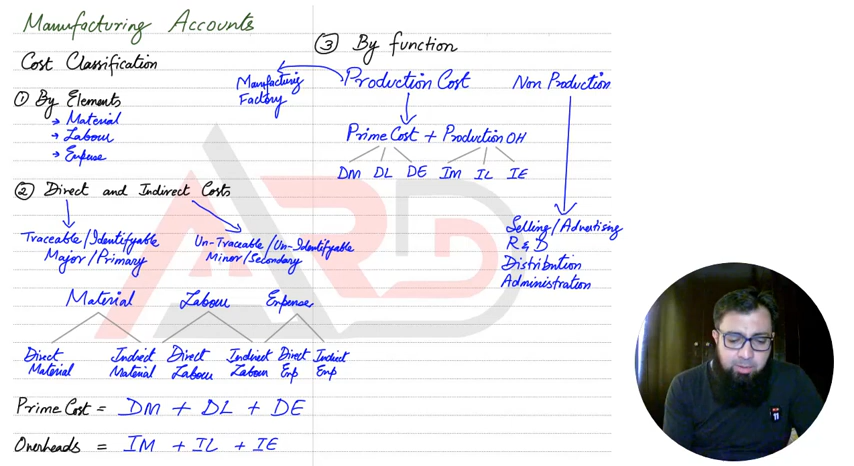 Manufacturing Accounts
Cost Classification
① By Elements
→ Material
→ Labour
→ Expense
② Direct and Indirect Costs
Traceable/Identifyable
Major/Primary
Un-Traceable/Un-Identifyable
Minor/Secondary
Material Labour Expense
Direct Material
Indirect Material
Direct Labour
Indirect Labour
Direct Exp
Indirect Exp
Prime Cost = DM + DL + DE
Overheads = IM + IL + IE
③ By function
Manufacturing
Factory
Production Cost Non Production
Prime Cost + Production OH
DM DL DE IM IL IE
Selling/Advertising
R & D
Distribution
Administration
ARDD